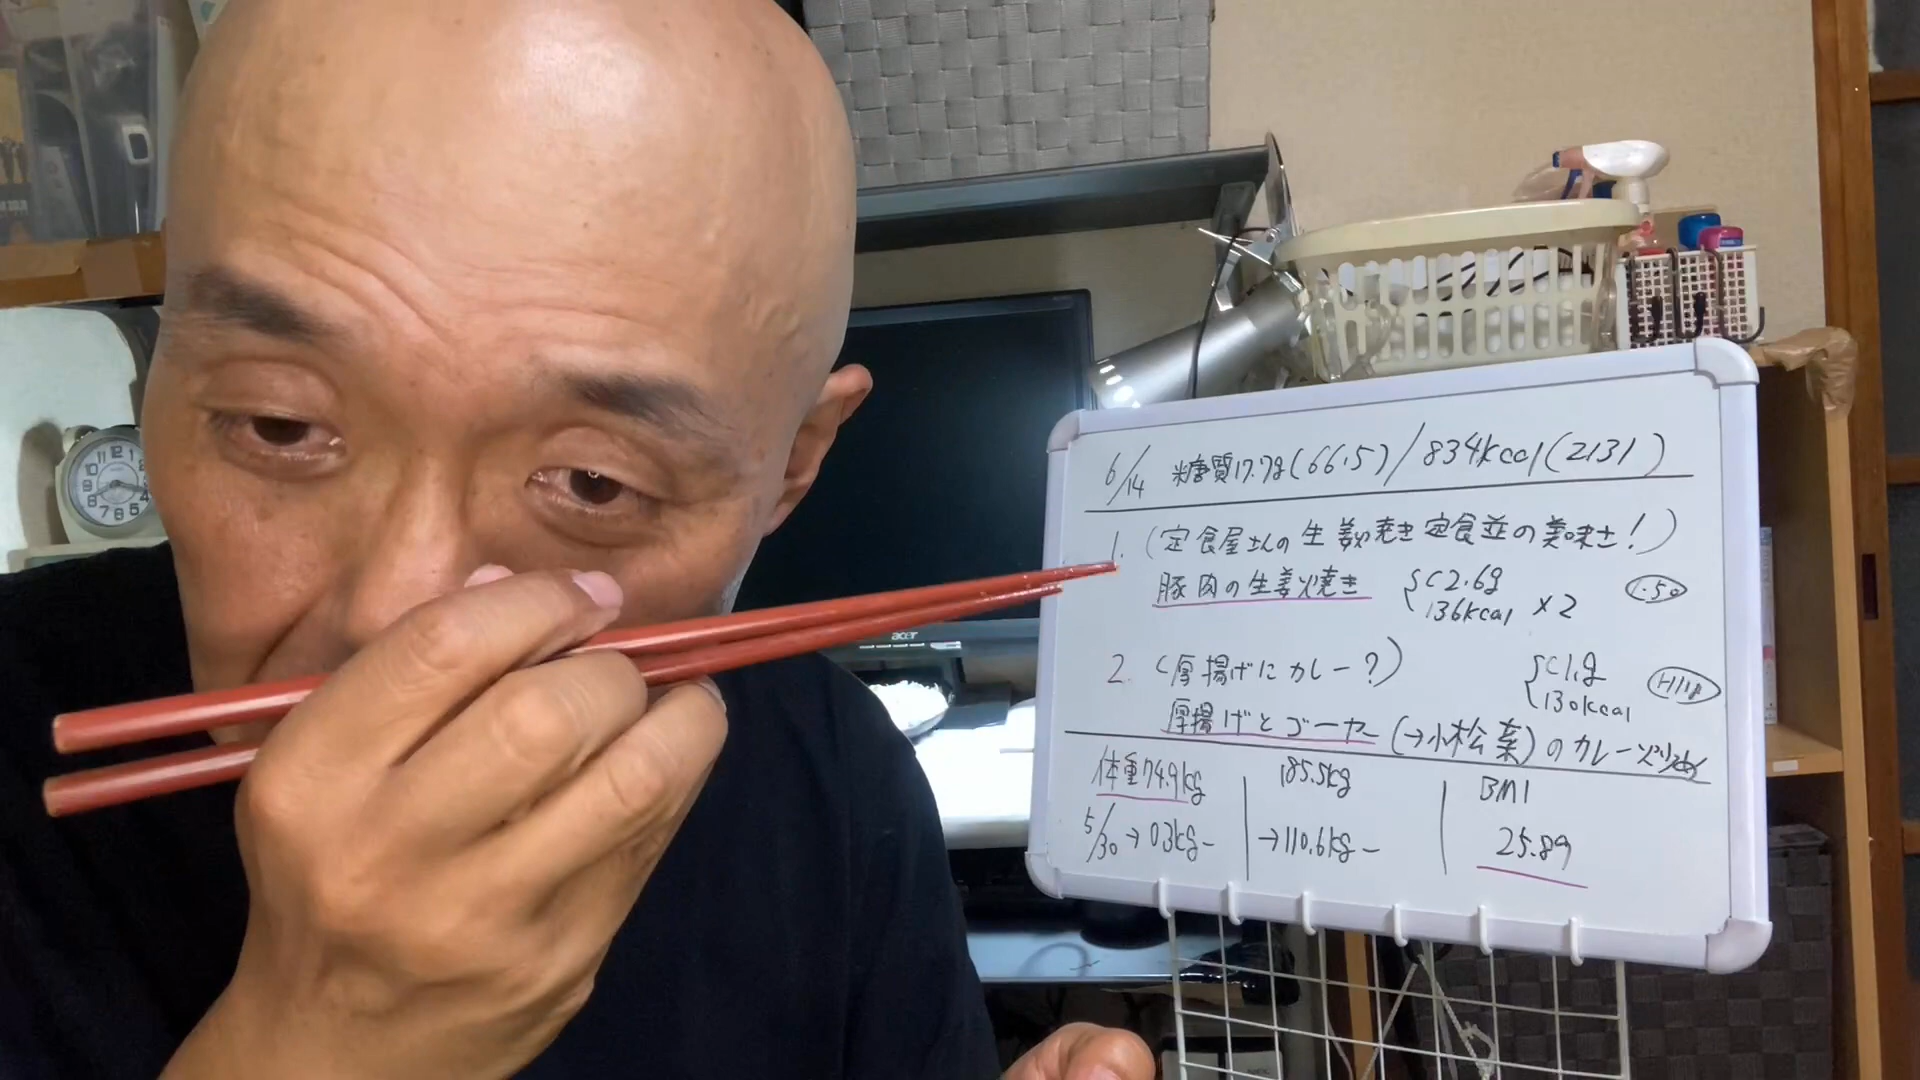 6/14 糖質17.7g(66.5)/834kcal(2131)
1. (定食屋さんの生姜焼き定食並の美味さ!)
豚肉の生姜焼き {C2.6g 136kcal ×2
2. (厚揚げにカレー?) {C1.g 130kcal
厚揚げとゴーヤー(→小松菜)のカレー炒め
体重74.9kg 185.5kg BMI
5/30→0.3kg- →110.6kg- 25.89
acer